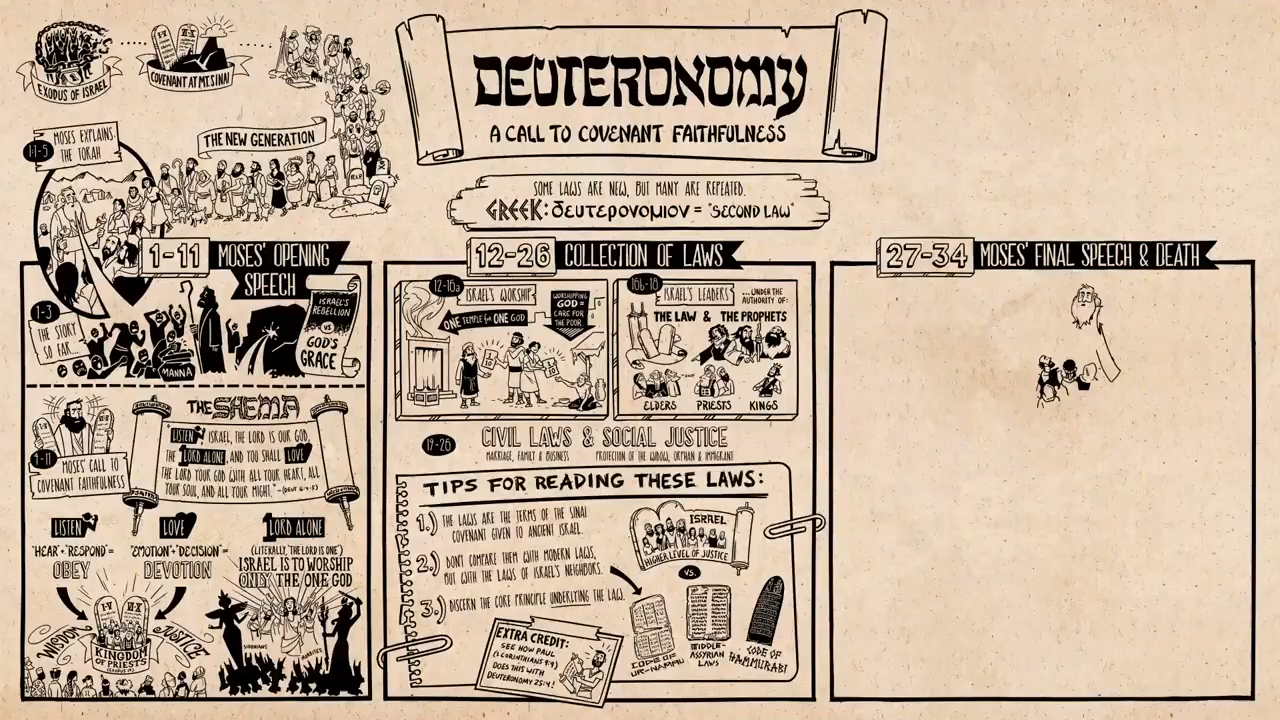 EXODUS OF ISRAEL
COVENANT AT MT. SINAI
DEUTERONOMY
A CALL TO COVENANT FAITHFULNESS
1:1-5
MOSES EXPLAINS
THE TORAH
THE NEW GENERATION
R.I.P.
SOME LAWS ARE NEW, BUT MANY ARE REPEATED.
GREEK: δευτερονομιον = "SECOND LAW"
1-11 MOSES' OPENING
SPEECH
1-3
THE STORY
SO FAR...
MANNA
ISRAEL'S
REBELLION
VS
GOD'S
GRACE
THE SHEMA
"LISTEN ISRAEL, THE LORD IS OUR GOD,
THE LORD ALONE, AND YOU SHALL LOVE
THE LORD YOUR GOD WITH ALL YOUR HEART, ALL
YOUR SOUL, AND ALL YOUR MIGHT." -(DEUT 6:4-5)
4-11
MOSES' CALL TO
COVENANT FAITHFULNESS
LISTEN
"HEAR"+"RESPOND"=
OBEY
LOVE
"EMOTION"+"DECISION"=
DEVOTION
LORD ALONE
(LITERALLY, "THE LORD IS ONE")
ISRAEL IS TO WORSHIP
ONLY THE ONE GOD
I-V VI-X
WISDOM
JUSTICE
KINGDOM
OF PRIESTS
SIDONIANS
12-26 COLLECTION OF LAWS
12-16a
ISRAEL'S WORSHIP
ONE TEMPLE for ONE GOD
WORSHIPPING
GOD =
CARE FOR
THE POOR
16b-18
ISRAEL'S LEADERS
...UNDER THE
AUTHORITY OF:
THE LAW & THE PROPHETS
ELDERS PRIESTS KINGS
19-26
CIVIL LAWS & SOCIAL JUSTICE
MARRIAGE, FAMILY & BUSINESS
PROTECTION OF THE WIDOW, ORPHAN & IMMIGRANT
TIPS FOR READING THESE LAWS:
1.) THE LAWS ARE THE TERMS OF THE SINAI
COVENANT GIVEN TO ANCIENT ISRAEL.
2.) DON'T COMPARE THEM WITH MODERN LAWS,
BUT WITH THE LAWS OF ISRAEL'S NEIGHBORS.
3.) DISCERN THE CORE PRINCIPLE UNDERLYING THE LAW.
ISRAEL
HIGHER LEVEL OF JUSTICE
VS.
CODE OF
UR-NAMMU
MIDDLE-
ASSYRIAN
LAWS
CODE OF
HAMMURABI
EXTRA CREDIT:
SEE HOW PAUL
(1 CORINTHIANS 9:9)
DOES THIS WITH
DEUTERONOMY 25:4!
27-34 MOSES' FINAL SPEECH & DEATH